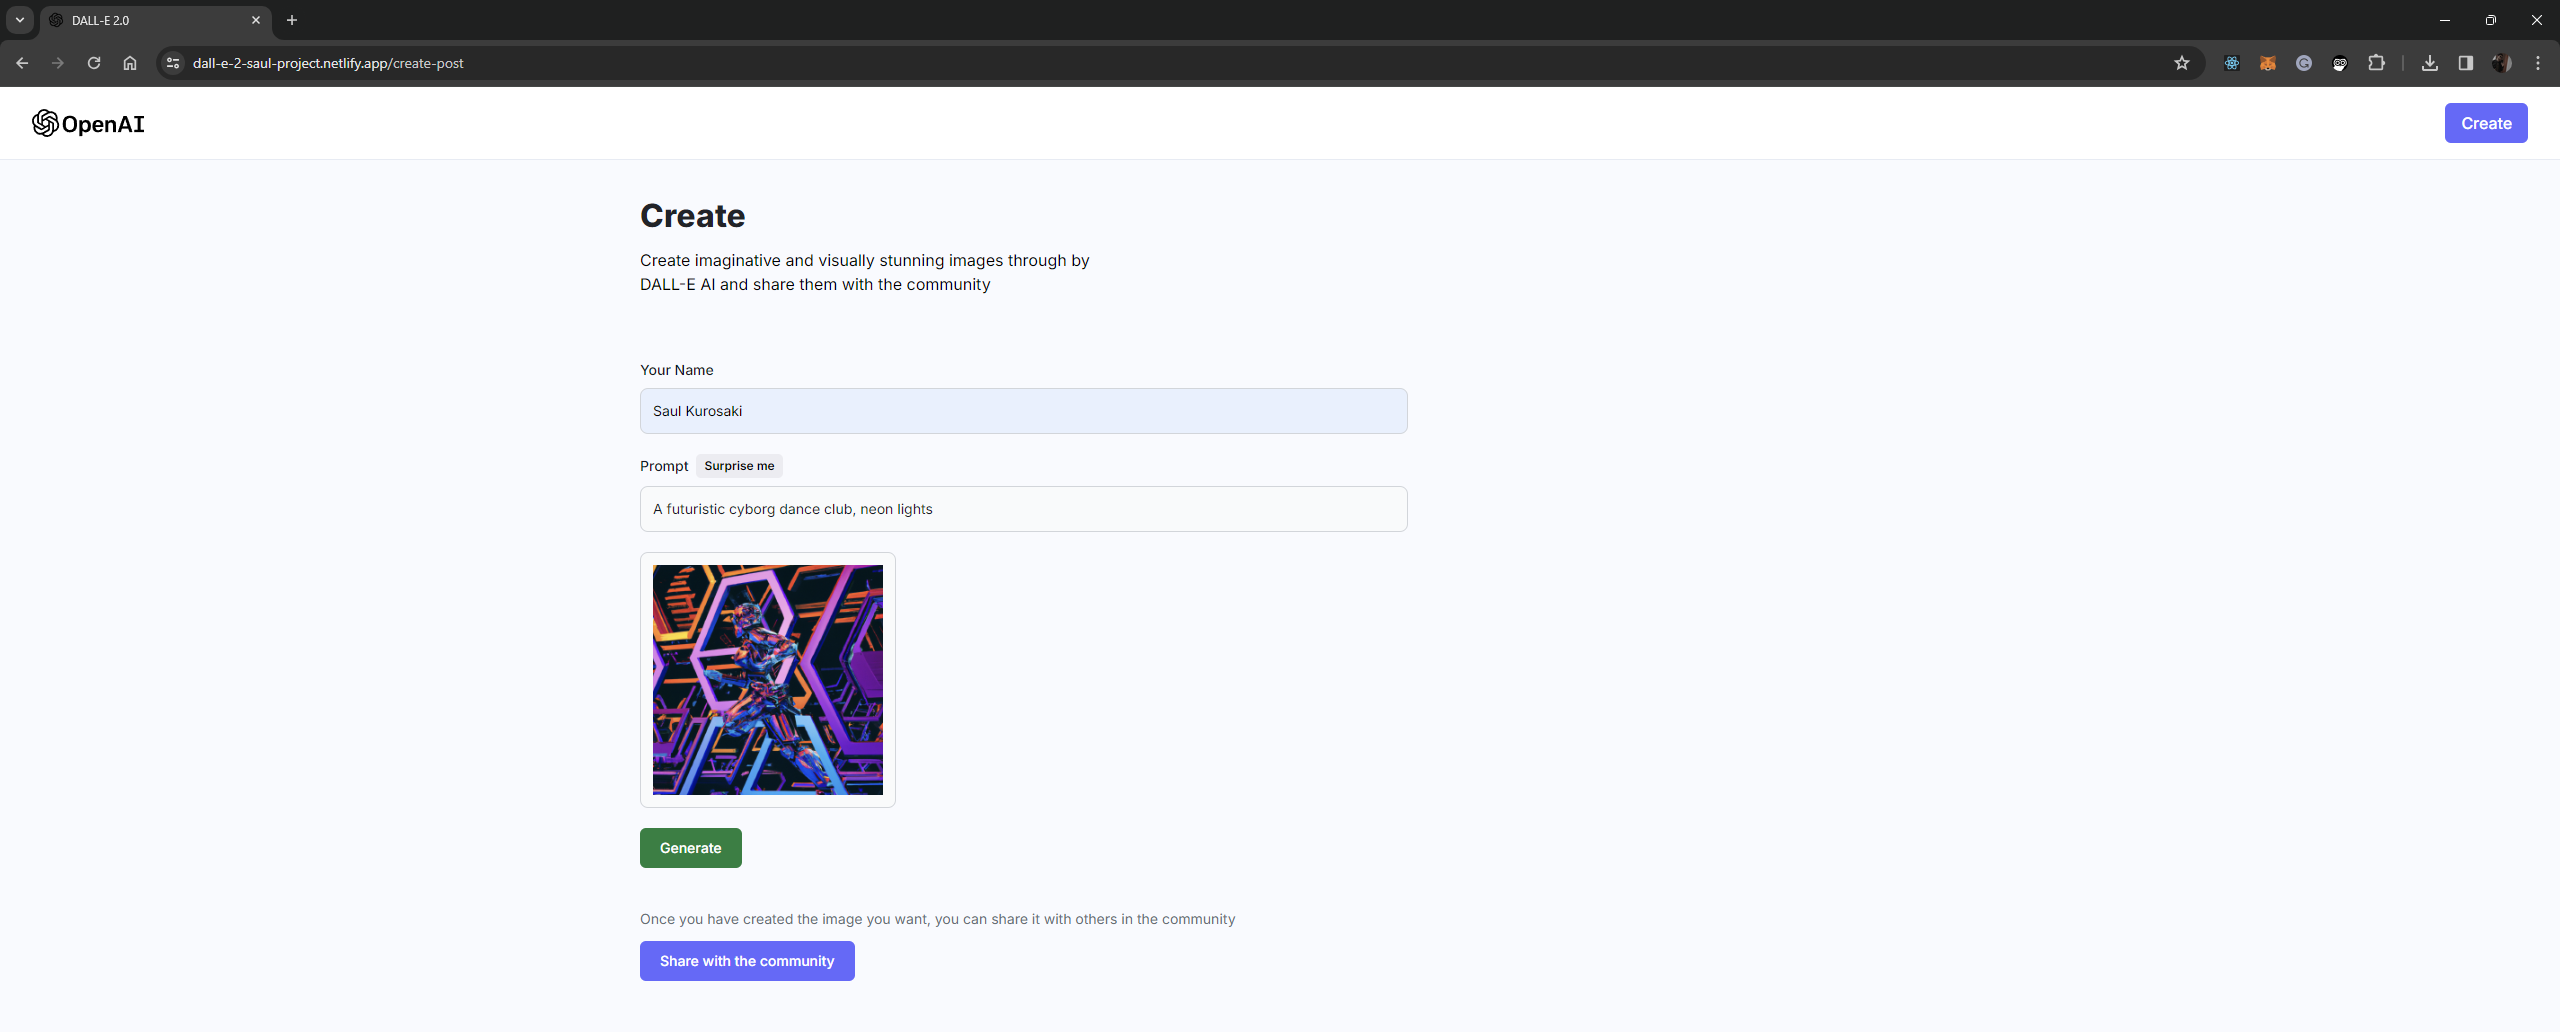 DALL-E 2.0
dall-e-2-saul-project.netlify.app/create-post
OpenAI
Create
Create
Create imaginative and visually stunning images through by
DALL-E AI and share them with the community
Your Name
Saul Kurosaki
Prompt Surprise me
A futuristic cyborg dance club, neon lights
Generate
Once you have created the image you want, you can share it with others in the community
Share with the community